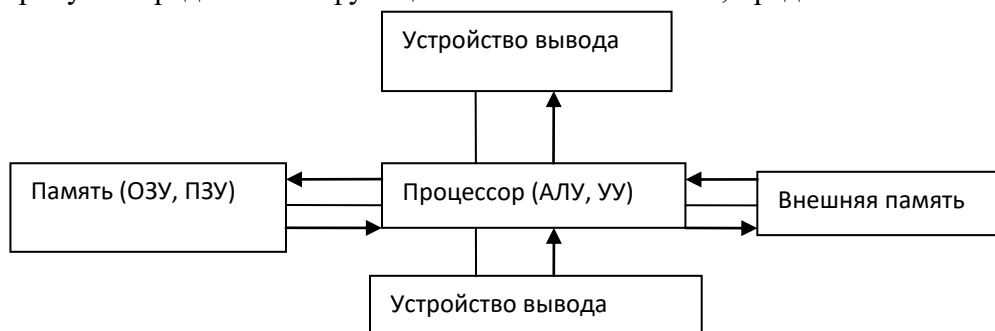 Устройство вывода
Память (ОЗУ, ПЗУ)
Процессор (АЛУ, УУ)
Внешняя память
Устройство вывода